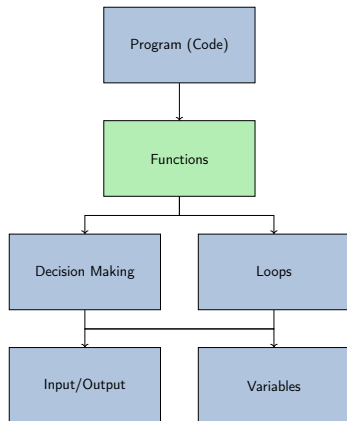 Program (Code)
Functions
Decision Making
Loops
Input/Output
Variables